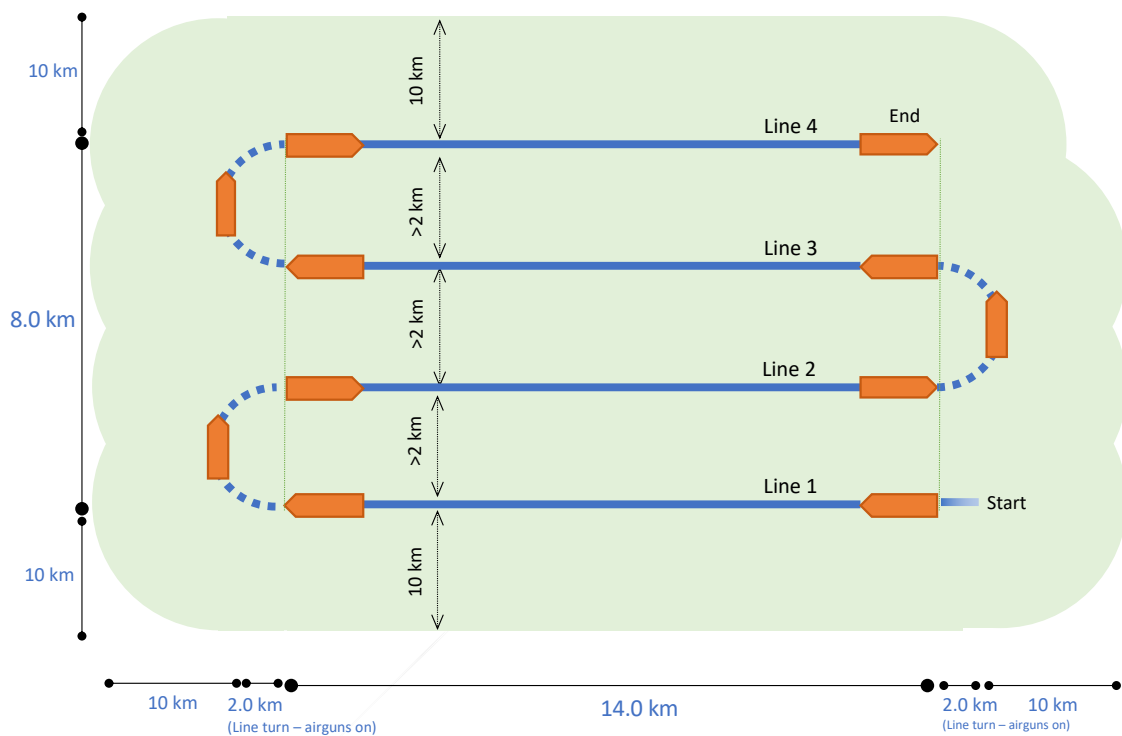 10 km
10 km
End
Line 4
>2 km
Line 3
8.0 km
>2 km
Line 2
>2 km
Line 1
Start
10 km
10 km
10 km
2.0 km
(Line turn – airguns on)
14.0 km
2.0 km
(Line turn – airguns on)
10 km